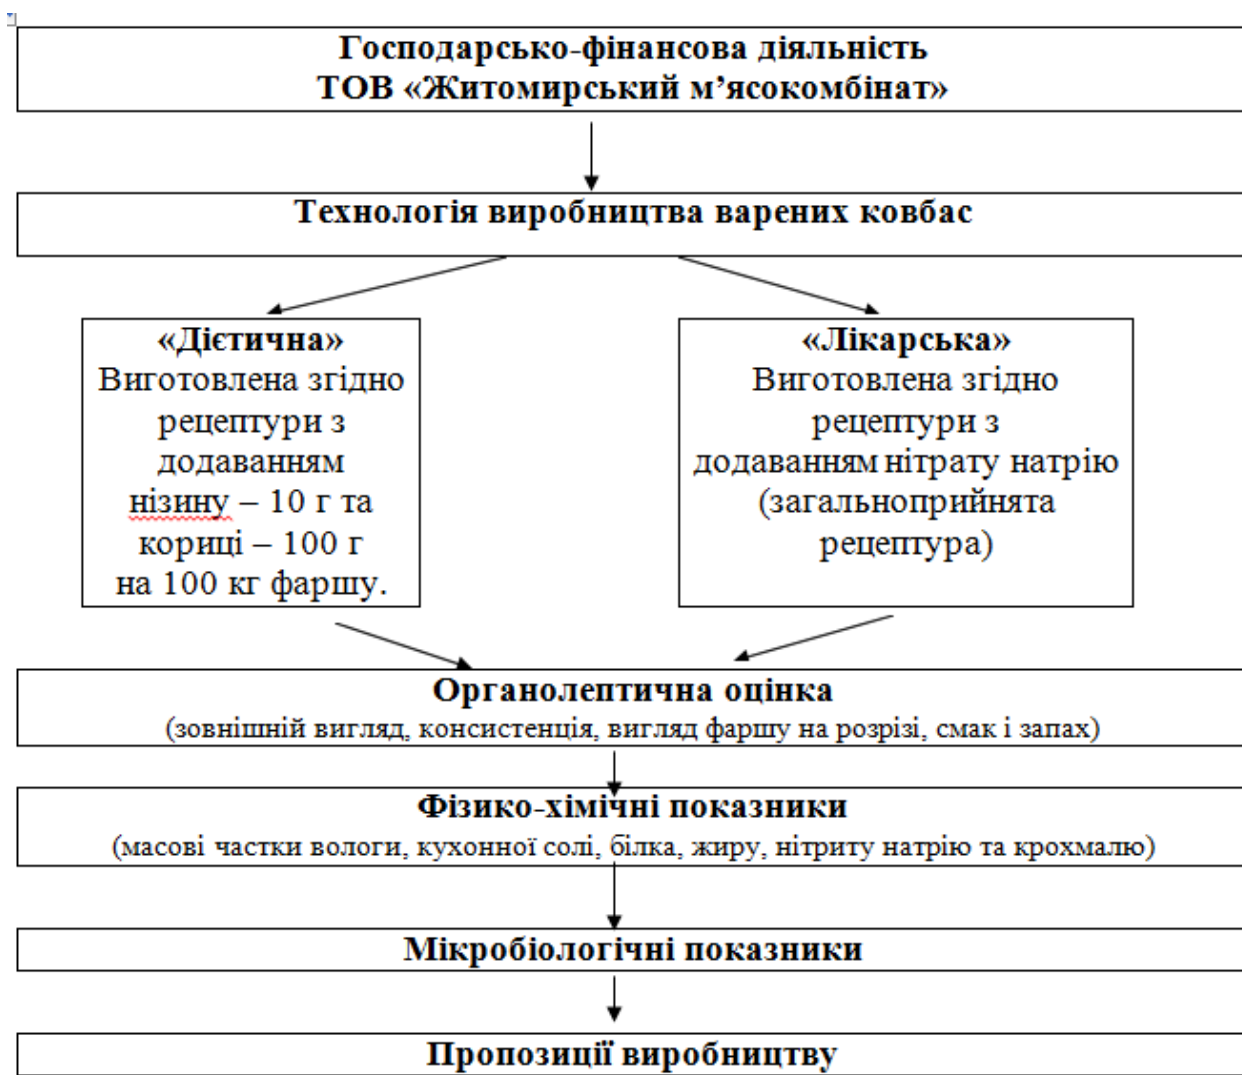 Господарсько-фінансова діяльність
ТОВ «Житомирський м’ясокомбінат»
Технологія виробництва варених ковбас
«Дієтична»
Виготовлена згідно
рецептури з
додаванням
нізину – 10 г та
кориці – 100 г
на 100 кг фаршу.
«Лікарська»
Виготовлена згідно
рецептури з
додаванням нітрату натрію
(загальноприйнята
рецептура)
Органолептична оцінка
(зовнішній вигляд, консистенція, вигляд фаршу на розрізі, смак і запах)
Фізико-хімічні показники
(масові частки вологи, кухонної солі, білка, жиру, нітриту натрію та крохмалю)
Мікробіологічні показники
Пропозиції виробництву